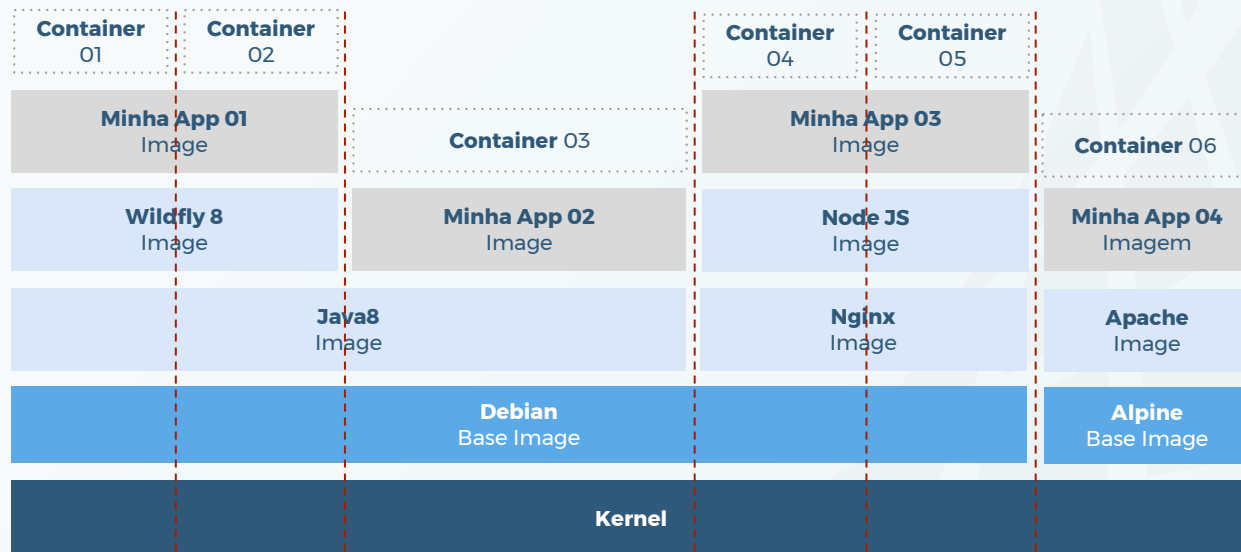 Container
01
Container
02
Container
04
Container
05
Minha App 01
Image
Container 03
Minha App 03
Image
Container 06
Wildfly 8
Image
Minha App 02
Image
Node JS
Image
Minha App 04
Imagem
Java8
Image
Nginx
Image
Apache
Image
Debian
Base Image
Alpine
Base Image
Kernel